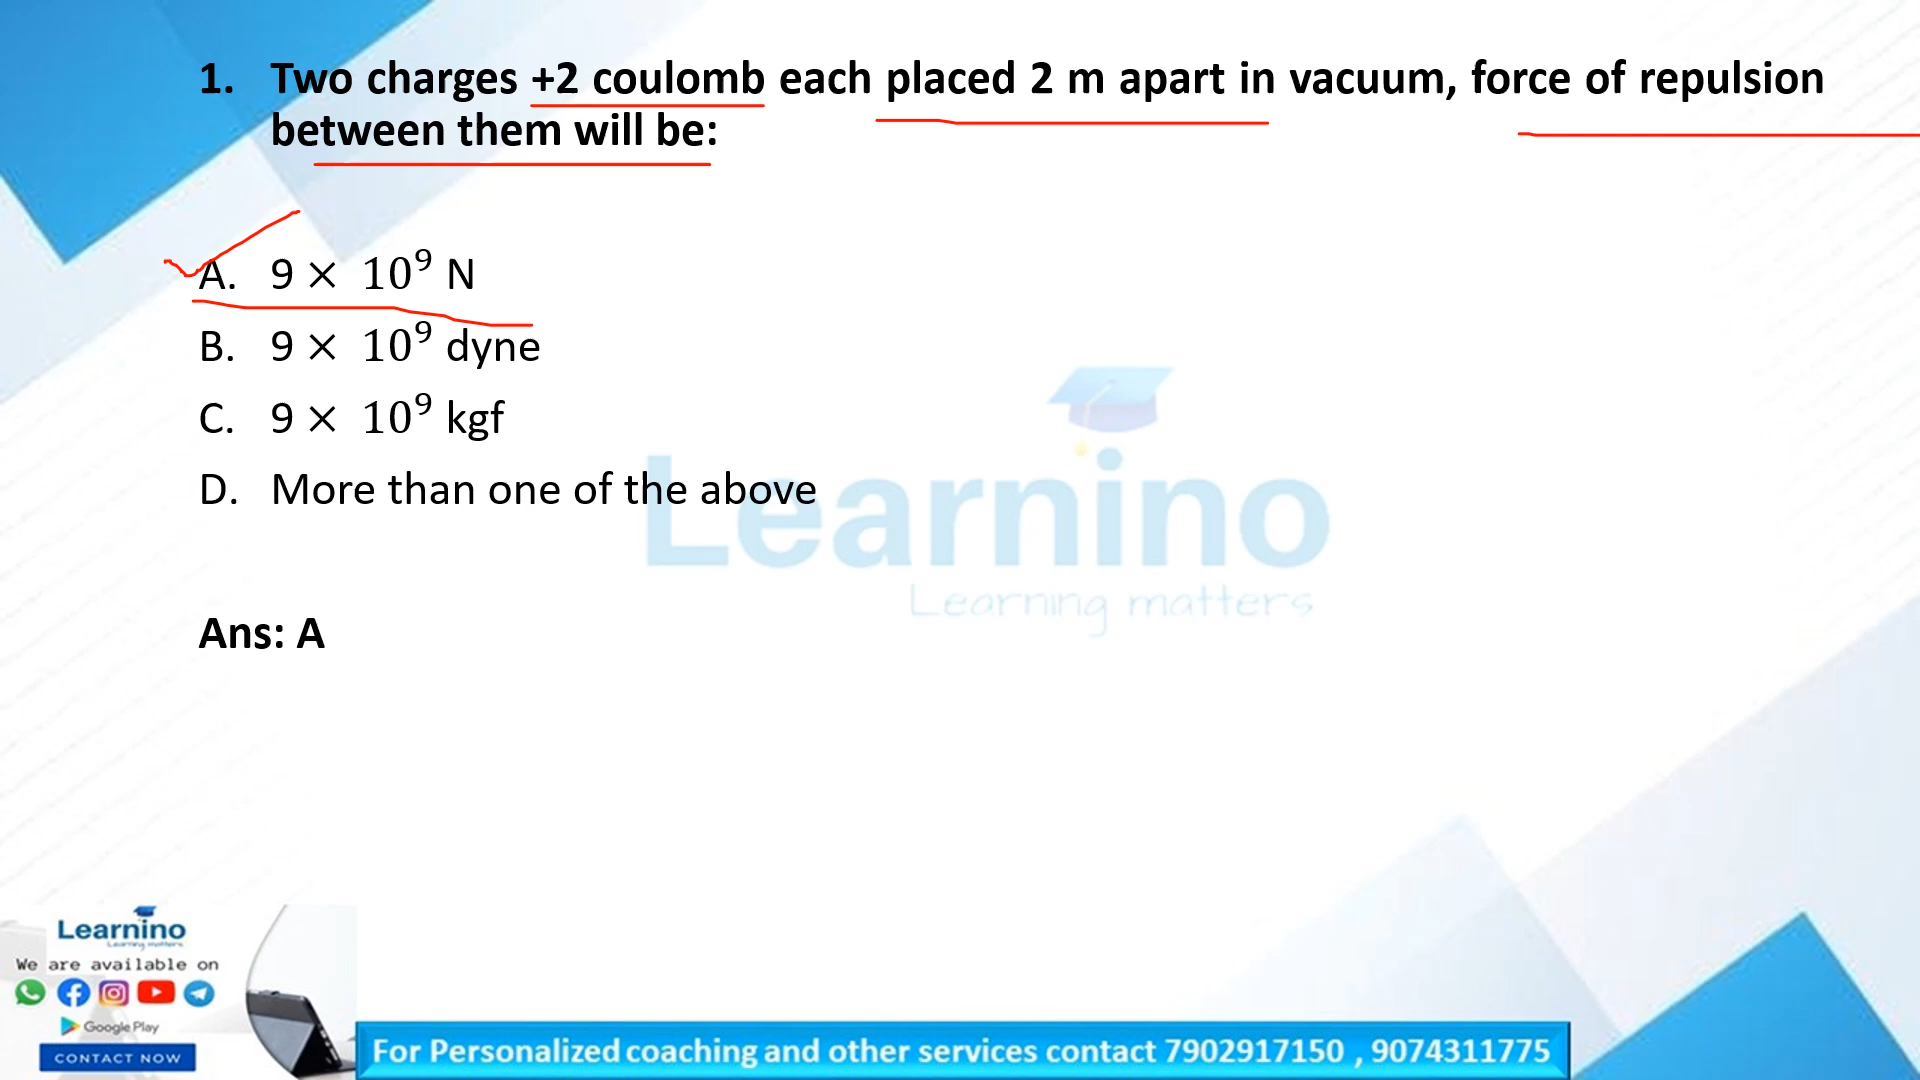 1. Two charges +2 coulomb each placed 2 m apart in vacuum, force of repulsion
between them will be:
A. 9 × 10⁹ N
B. 9 × 10⁹ dyne
C. 9 × 10⁹ kgf
D. More than one of the above
Learnino
Learning matters
Ans: A
Learnino
Learning matters
We are available on
Google Play
CONTACT NOW
For Personalized coaching and other services contact 7902917150 , 9074311775